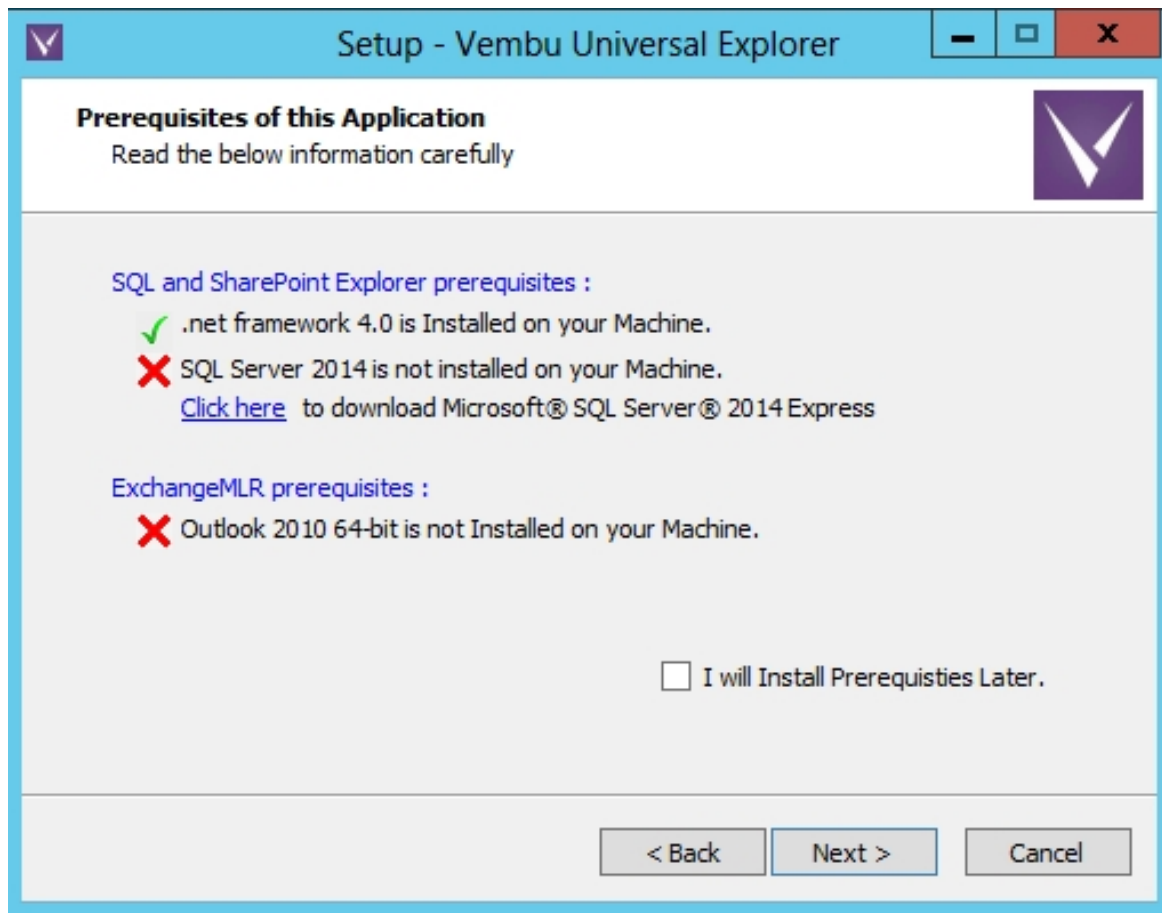 Setup - Vembu Universal Explorer
Prerequisites of this Application
Read the below information carefully
SQL and SharePoint Explorer prerequisites :
.net framework 4.0 is Installed on your Machine.
SQL Server 2014 is not installed on your Machine.
Click here to download Microsoft® SQL Server® 2014 Express
ExchangeMLR prerequisites :
Outlook 2010 64-bit is not Installed on your Machine.
I will Install Prerequisties Later.
< Back Next > Cancel